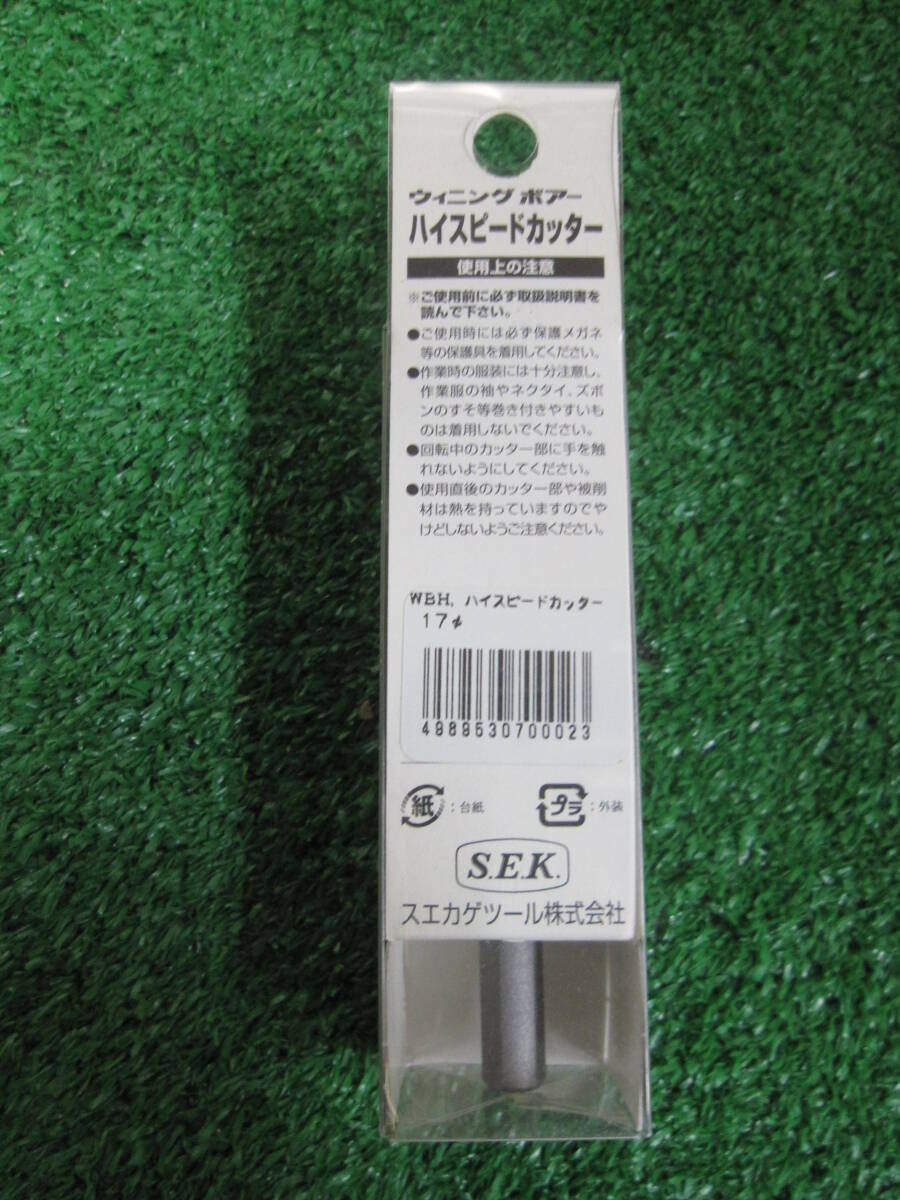 ウィニング ボアー
ハイスピードカッター
使用上の注意
※ご使用前に必ず取扱説明書を
読んで下さい。
●ご使用時には必ず保護メガネ
等の保護具を着用してください。
●作業時の服装には十分注意し、
作業服の袖やネクタイ、ズボ
ンのすそ等巻き付きやすいも
のは着用しないでください。
●回転中のカッター部に手を触
れないようにしてください。
●使用直後のカッター部や被削
材は熱を持っていますのでや
けどしないようご注意ください。
WBH, ハイスピードカッター
17φ
4989530700023
紙：台紙 プラ：外装
S.E.K.
スエカゲツール株式会社